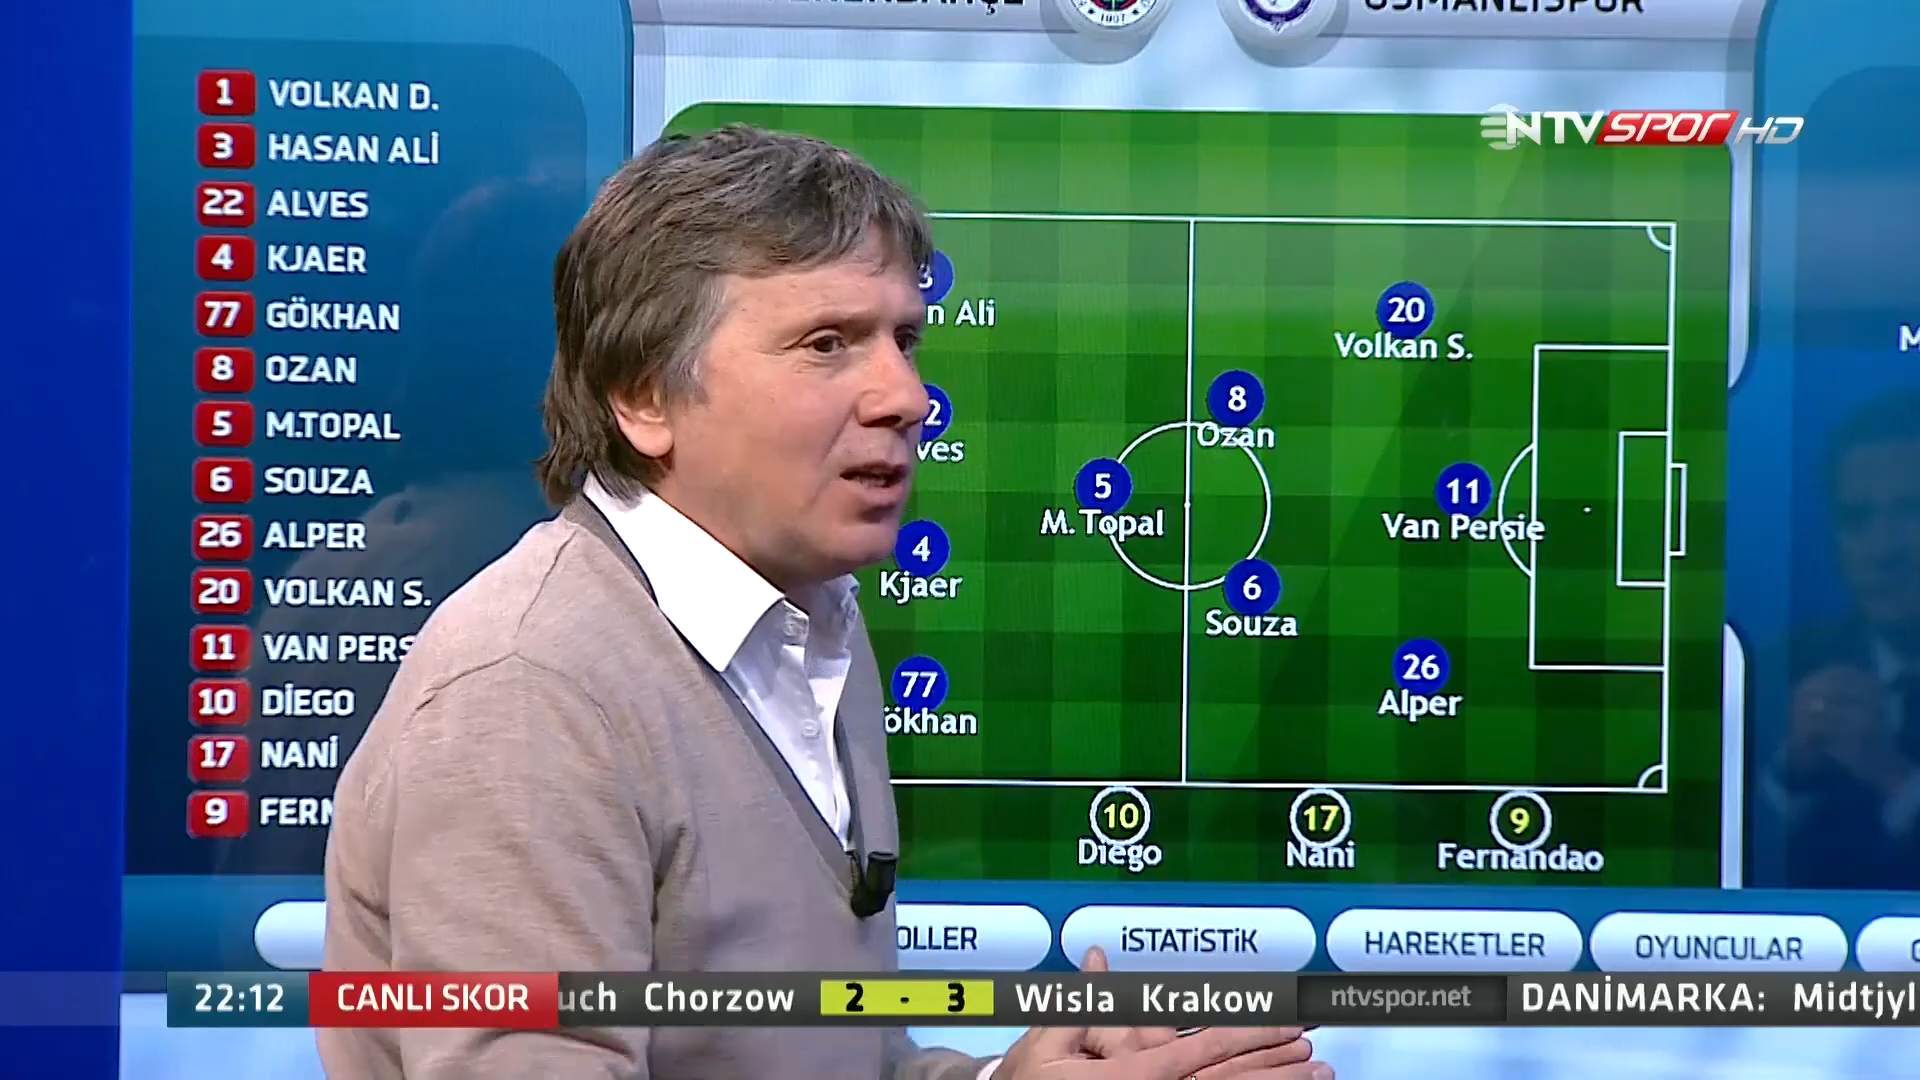 OSMANLISPOR
1907
NTVSPOR HD
1 VOLKAN D.
3 HASAN ALİ
22 ALVES
4 KJAER
77 GÖKHAN
8 OZAN
5 M.TOPAL
6 SOUZA
26 ALPER
20 VOLKAN S.
11 VAN PERS
10 DİEGO
17 NANİ
9 FERN
n Ali
20
Volkan S.
8
Ozan
2
ves
5
M. Topal
11
Van Persie
4
Kjaer
6
Souza
77
ökhan
26
Alper
10
Diego
17
Nani
9
Fernandao
OLLER
İSTATİSTİK
HAREKETLER
OYUNCULAR
22:12 CANLI SKOR uch Chorzow 2 - 3 Wisla Krakow ntvspor.net DANİMARKA: Midtjyl